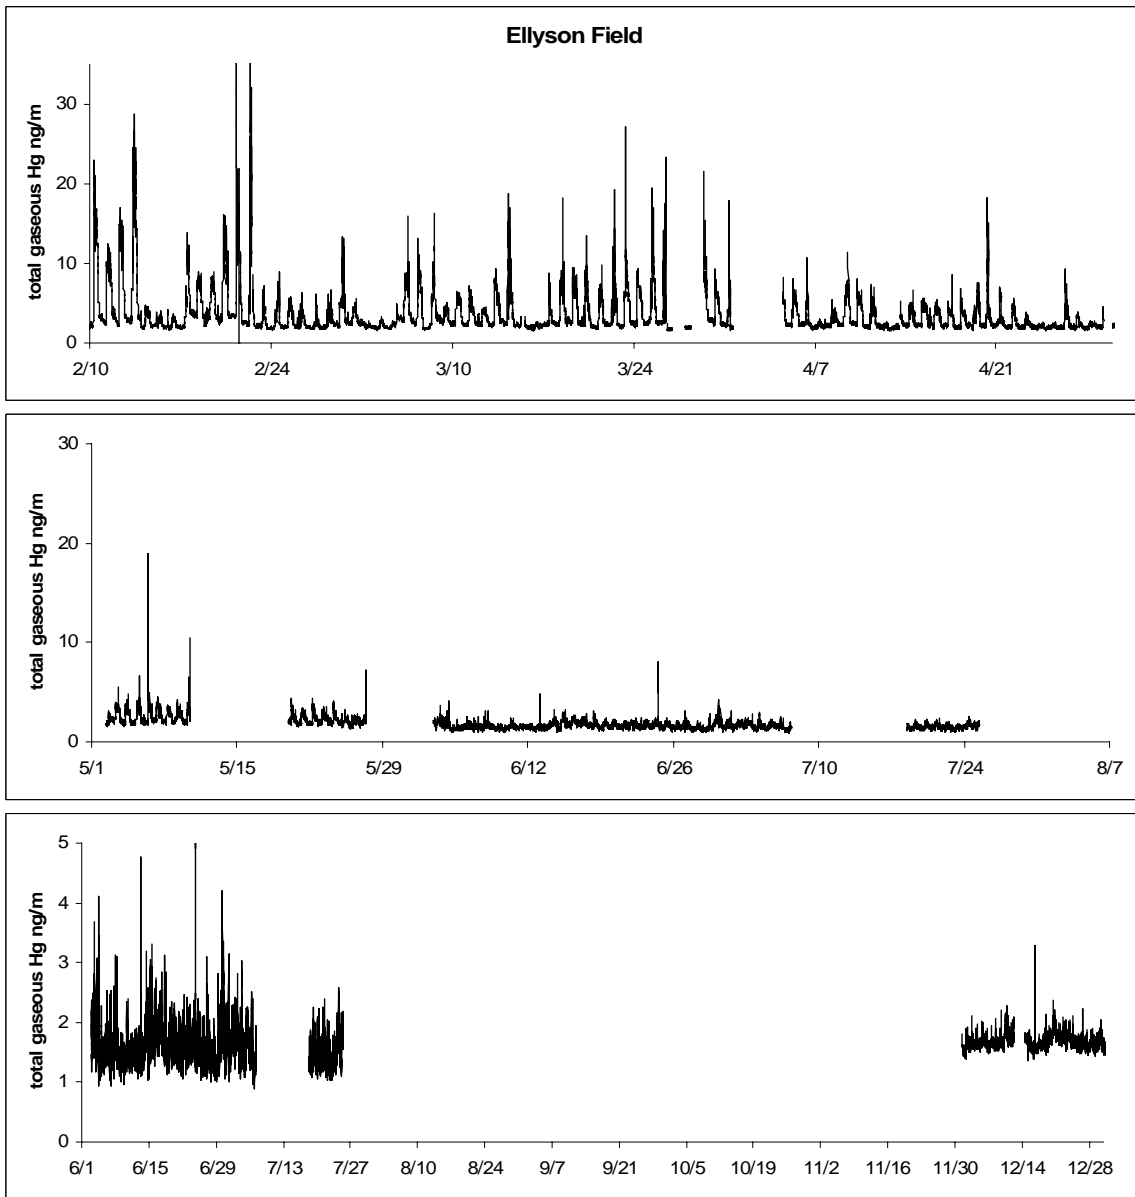 Ellyson Field
total gaseous Hg ng/m
30
20
10
0
2/10 2/24 3/10 3/24 4/7 4/21
total gaseous Hg ng/m
30
20
10
0
5/1 5/15 5/29 6/12 6/26 7/10 7/24 8/7
total gaseous Hg ng/m
5
4
3
2
1
0
6/1 6/15 6/29 7/13 7/27 8/10 8/24 9/7 9/21 10/5 10/19 11/2 11/16 11/30 12/14 12/28